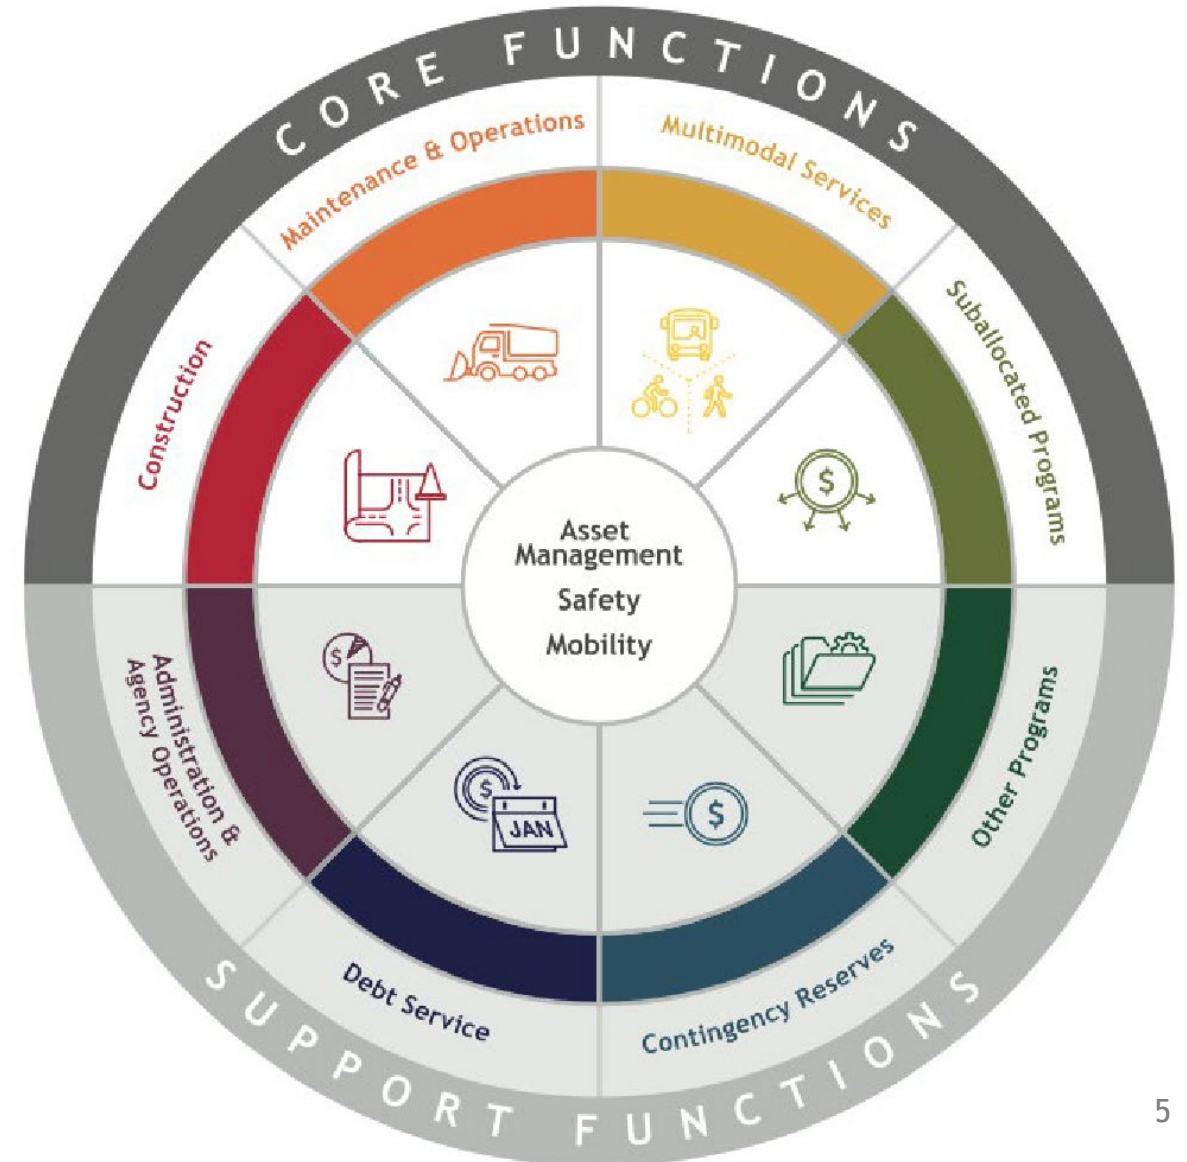 CORE FUNCTIONS
Maintenance & Operations
Multimodal Services
Construction
Suballocated Programs
$
Asset
Management
Safety
Mobility
$
Administration &
Agency Operations
Other Programs
$
JAN
$
Debt Service
Contingency Reserves
SUPPORT FUNCTIONS
5